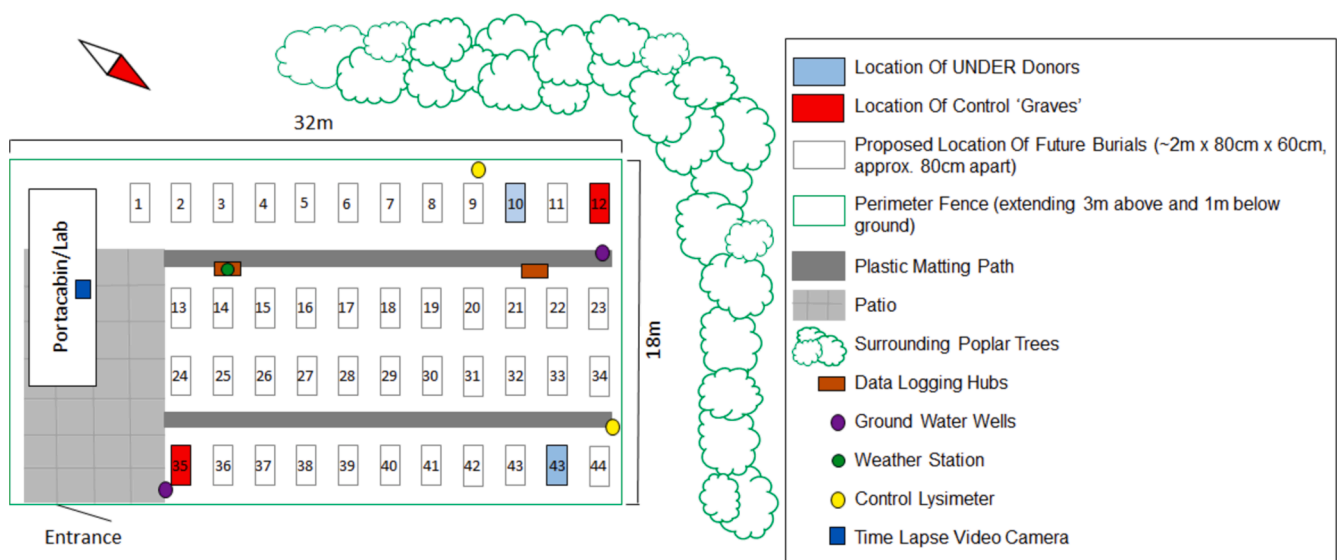 32m
18m
Portacabin/Lab
1 2 3 4 5 6 7 8 9 10 11 12
13 14 15 16 17 18 19 20 21 22 23
24 25 26 27 28 29 30 31 32 33 34
35 36 37 38 39 40 41 42 43 43 44
Entrance
Location Of UNDER Donors
Location Of Control ‘Graves’
Proposed Location Of Future Burials (~2m x 80cm x 60cm,
approx. 80cm apart)
Perimeter Fence (extending 3m above and 1m below
ground)
Plastic Matting Path
Patio
Surrounding Poplar Trees
Data Logging Hubs
Ground Water Wells
Weather Station
Control Lysimeter
Time Lapse Video Camera